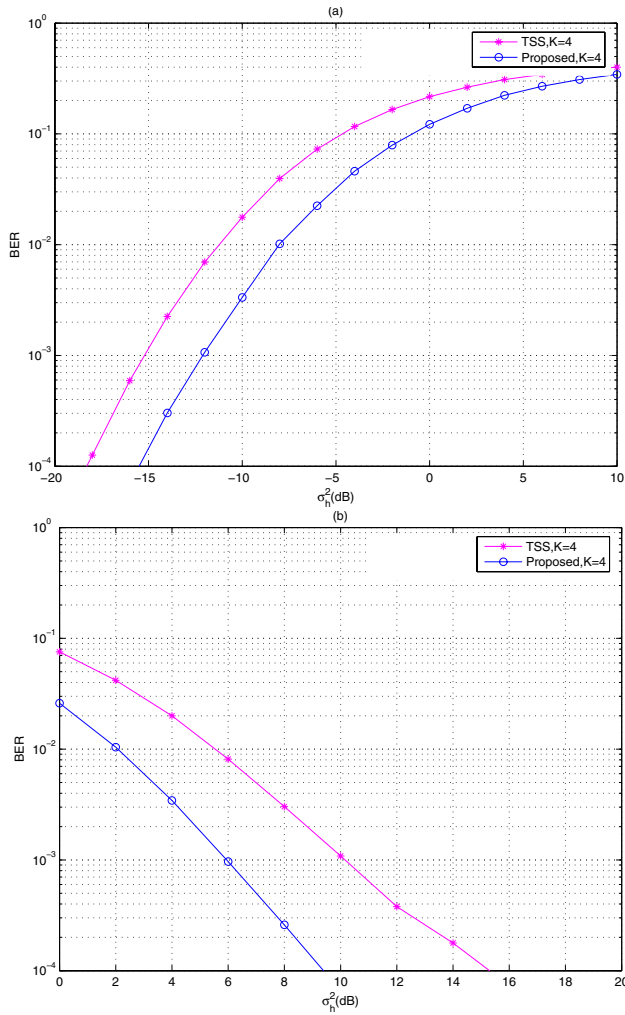 (a)
10^0
10^-1
10^-2
10^-3
10^-4
BER
TSS,K=4
Proposed,K=4
−20 −15 −10 −5 0 5 10
σ_h^2(dB)
(b)
10^0
10^-1
10^-2
10^-3
10^-4
BER
TSS,K=4
Proposed,K=4
0 2 4 6 8 10 12 14 16 18 20
σ_h^2(dB)